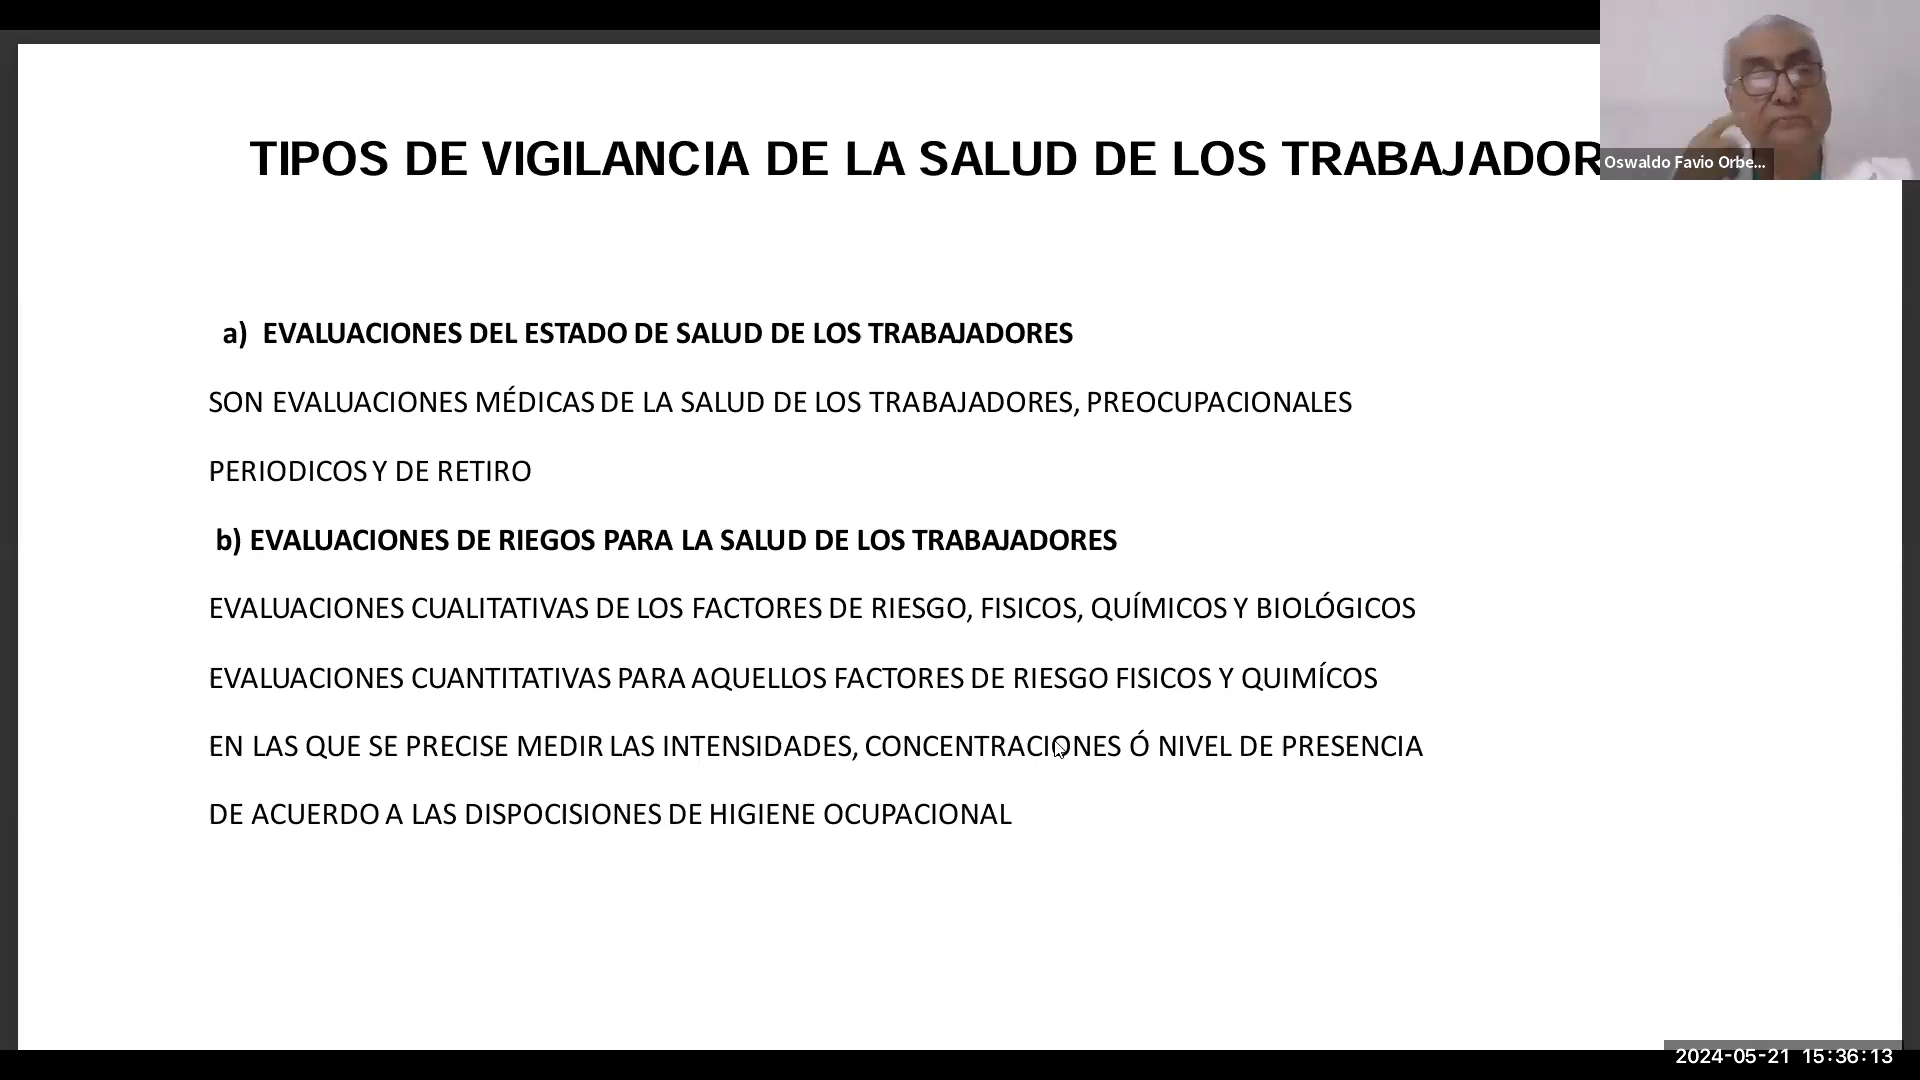 TIPOS DE VIGILANCIA DE LA SALUD DE LOS TRABAJADOR
Oswaldo Favio Orbe...
a) EVALUACIONES DEL ESTADO DE SALUD DE LOS TRABAJADORES
SON EVALUACIONES MÉDICAS DE LA SALUD DE LOS TRABAJADORES, PREOCUPACIONALES
PERIODICOS Y DE RETIRO
b) EVALUACIONES DE RIEGOS PARA LA SALUD DE LOS TRABAJADORES
EVALUACIONES CUALITATIVAS DE LOS FACTORES DE RIESGO, FISICOS, QUÍMICOS Y BIOLÓGICOS
EVALUACIONES CUANTITATIVAS PARA AQUELLOS FACTORES DE RIESGO FISICOS Y QUIMÍCOS
EN LAS QUE SE PRECISE MEDIR LAS INTENSIDADES, CONCENTRACIONES Ó NIVEL DE PRESENCIA
DE ACUERDO A LAS DISPOCISIONES DE HIGIENE OCUPACIONAL
2024-05-21 15:36:13